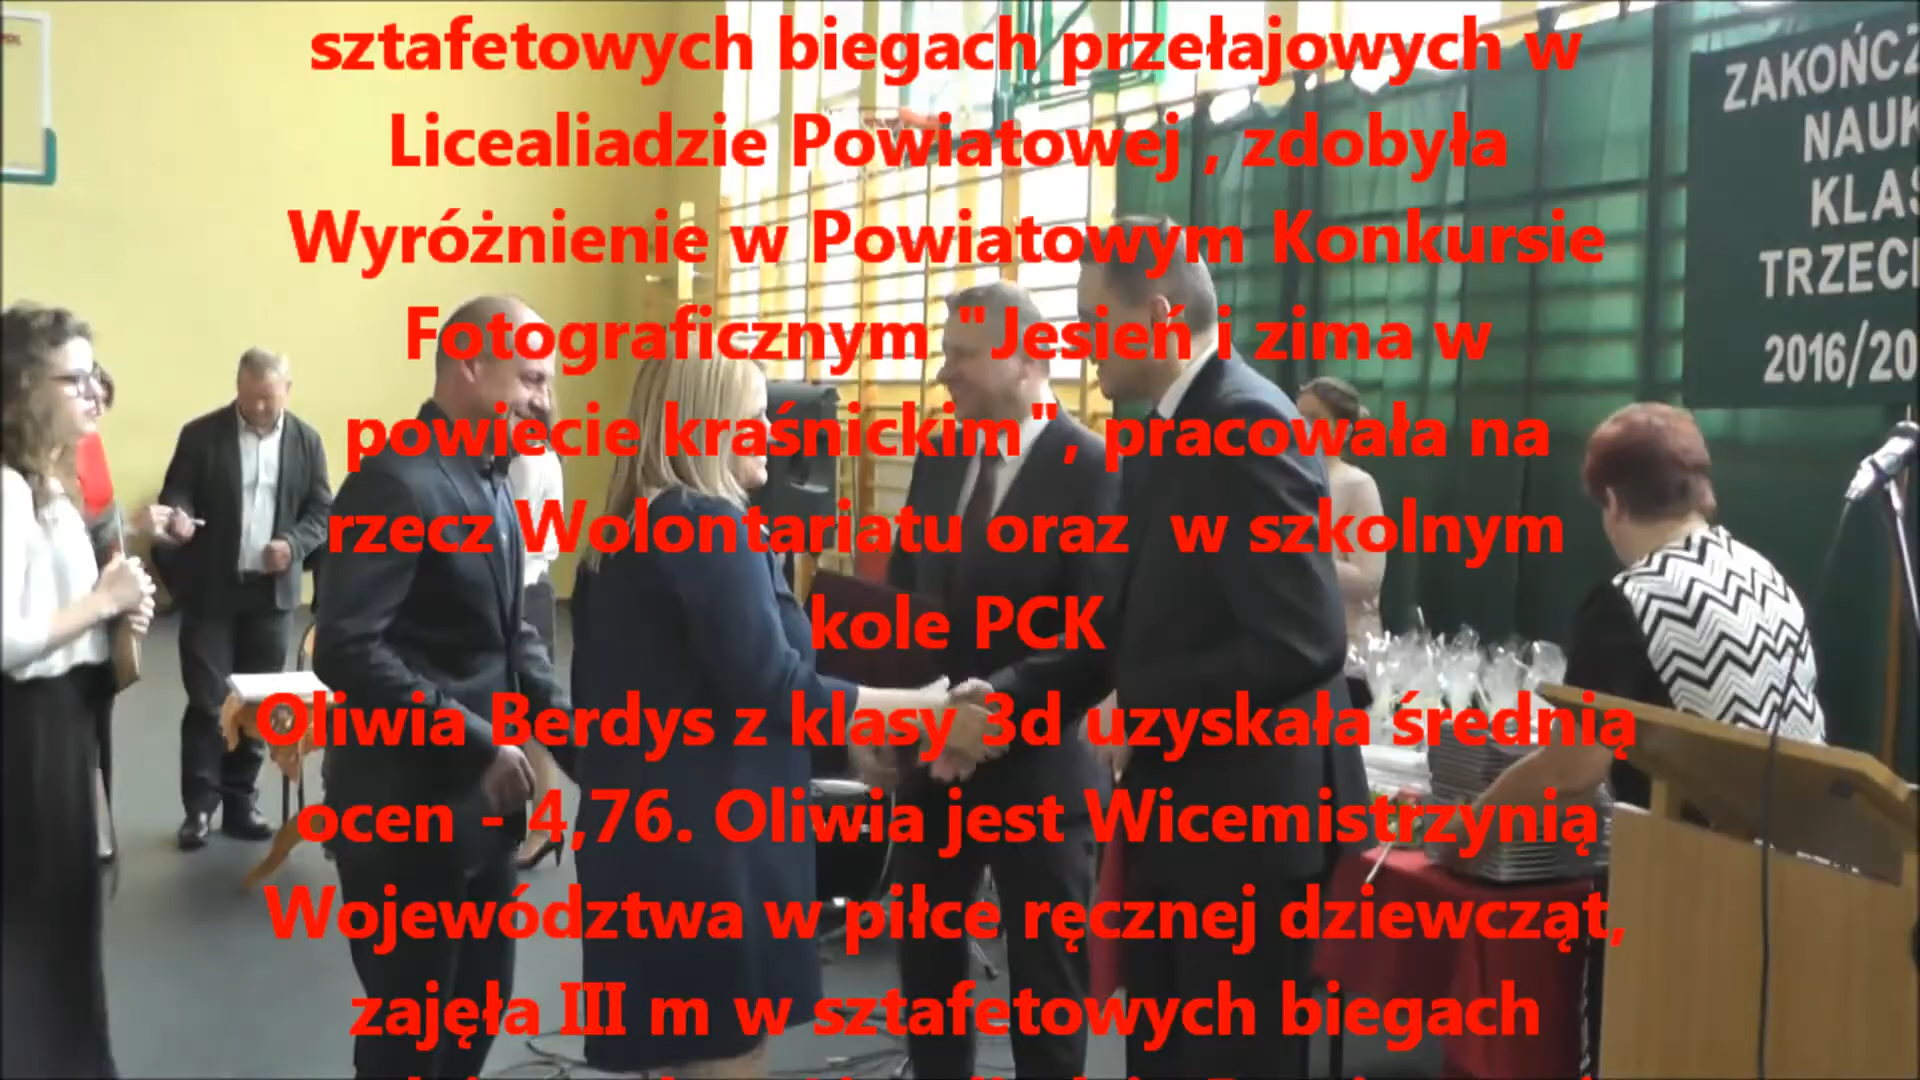 sztafetowych biegach przełajowych w
Licealiadzie Powiatowej , zdobyła
Wyróżnienie w Powiatowym Konkursie
Fotograficznym "Jesień i zima w
powiecie kraśnickim", pracowała na
rzecz Wolontariatu oraz  w szkolnym
kole PCK
Oliwia Berdys z klasy 3d uzyskała średnią
ocen - 4,76. Oliwia jest Wicemistrzynią
Województwa w piłce ręcznej dziewcząt,
zajęła III m w sztafetowych biegach
ZAKOŃCZ
NAUK
KLAS
TRZECI
2016/20